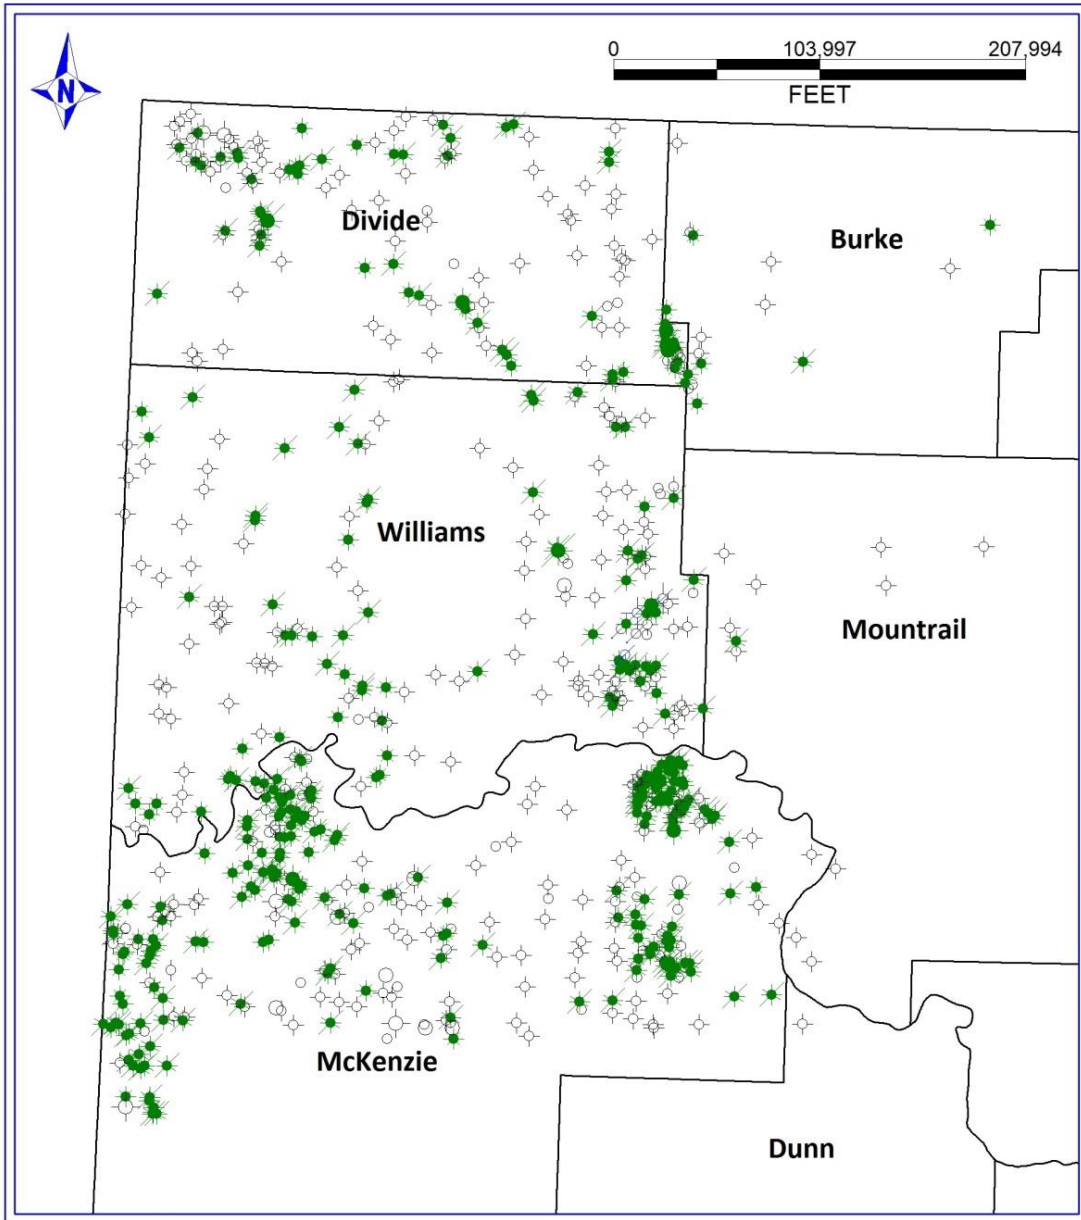 0 103,997 207,994
FEET
N
Divide
Burke
Williams
Mountrail
McKenzie
Dunn